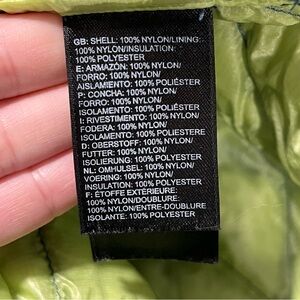 GB: SHELL: 100% NYLON/LINING:
100% NYLON/INSULATION:
100% POLYESTER
E: ARMAZÓN: 100% NYLON/
FORRO: 100% NYLON/
AISLAMIENTO: 100% POLIÉSTER
P: CONCHA: 100% NYLON/
FORRO: 100% NYLON/
ISOLAMENTO: 100% POLIÉSTER
I: RIVESTIMENTO: 100% NYLON/
FODERA: 100% NYLON/
ISOLAMENTO: 100% POLIESTERE
D: OBERSTOFF: 100% NYLON/
FUTTER: 100% NYLON/
ISOLIERUNG: 100% POLYESTER
NL: OMHULSEL: 100% NYLON/
VOERING: 100% NYLON/
INSULATION: 100% POLYESTER
F: ÉTOFFE EXTÉRIEURE:
100% NYLON/DOUBLURE:
100% NYLON/ENTRE-DOUBLURE
ISOLANTE: 100% POLYESTER